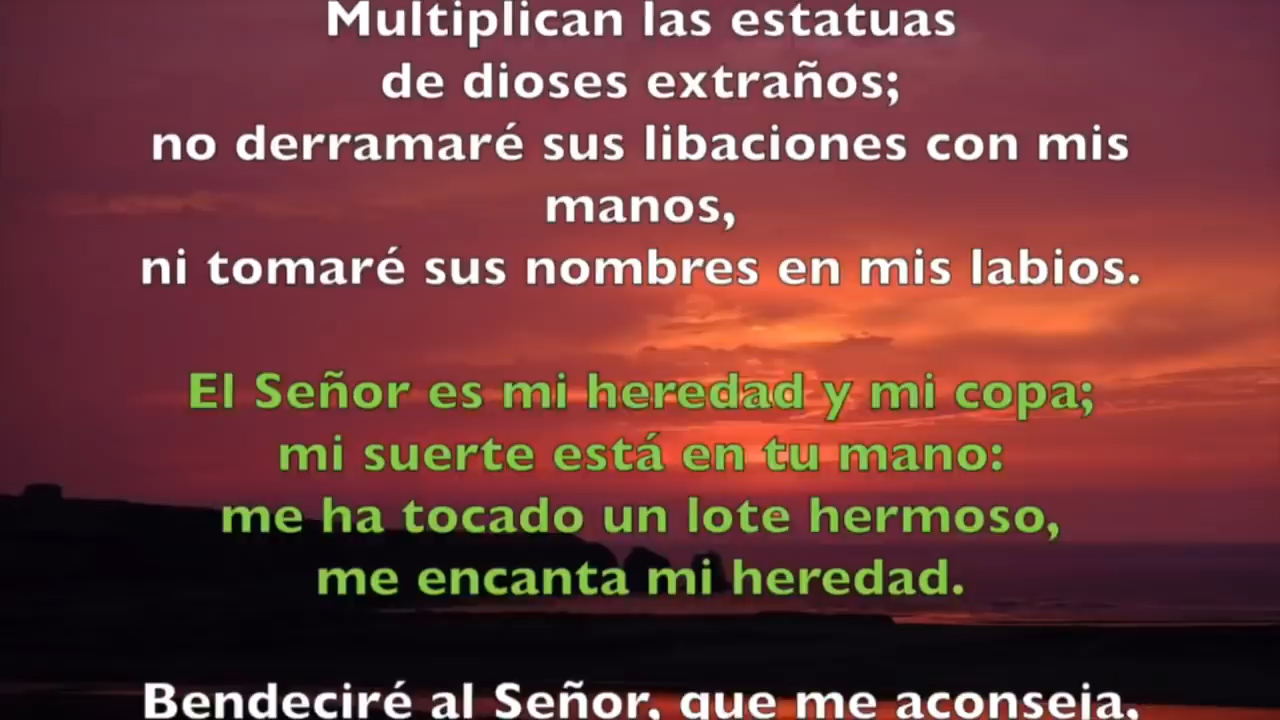 Multiplican las estatuas
de dioses extraños;
no derramaré sus libaciones con mis
manos,
ni tomaré sus nombres en mis labios.
El Señor es mi heredad y mi copa;
mi suerte está en tu mano:
me ha tocado un lote hermoso,
me encanta mi heredad.
Bendeciré al Señor, que me aconseja,